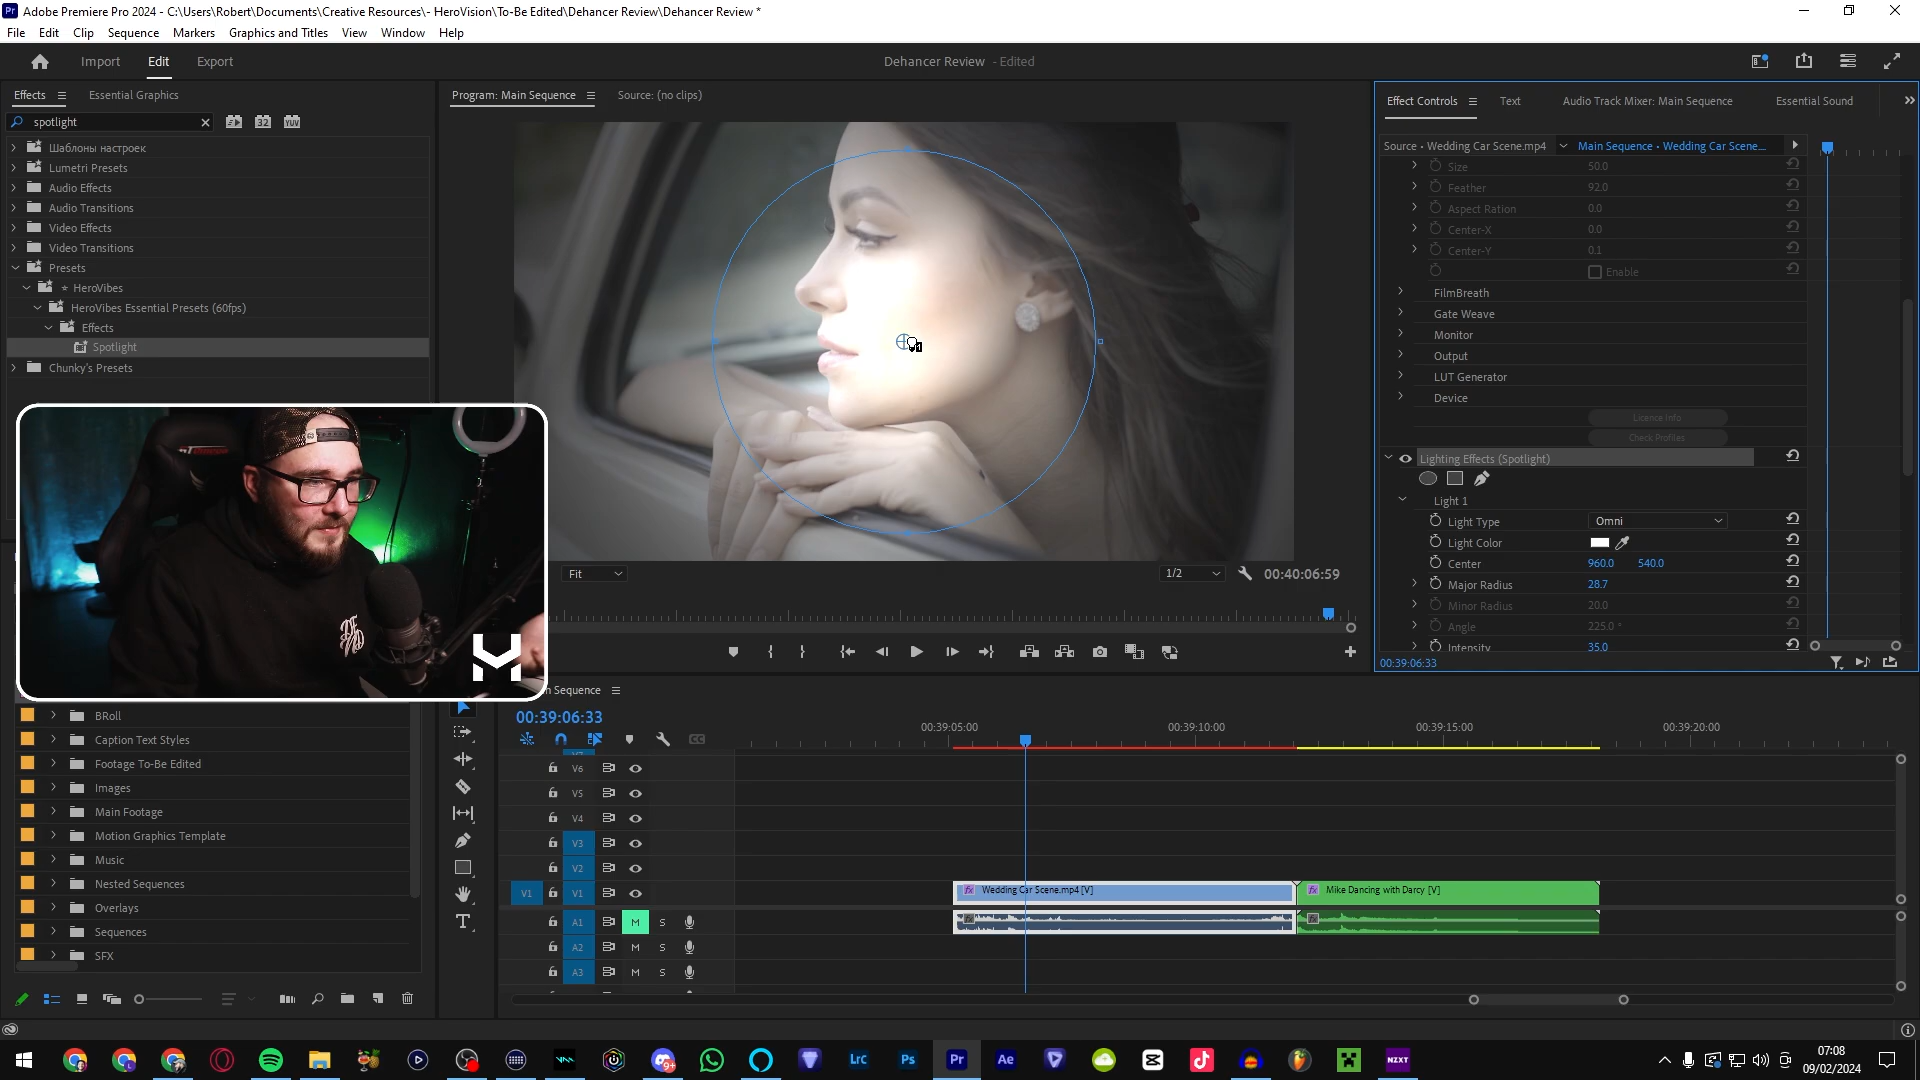 Adobe Premiere Pro 2024 - C:\Users\Robert\Documents\Creative Resources\- HeroVision\To-Be Edited\Dehancer Review\Dehancer Review *
File Edit Clip Sequence Markers Graphics and Titles View Window Help
Import Edit Export
Dehancer Review - Edited
Effects Essential Graphics
spotlight
32
YUV
Шаблоны настроек
Lumetri Presets
Audio Effects
Audio Transitions
Video Effects
Video Transitions
Presets
HeroVibes
HeroVibes Essential Presets (60fps)
Effects
Spotlight
Chunky's Presets
Program: Main Sequence Source: (no clips)
Fit
1/2
00:40:06:59
Effect Controls Text Audio Track Mixer: Main Sequence Essential Sound
Source • Wedding Car Scene.mp4 Main Sequence • Wedding Car Scene...
Size 50.0
Feather 92.0
Aspect Ration 0.0
Center-X 0.0
Center-Y 0.1
Enable
FilmBreath
Gate Weave
Monitor
Output
LUT Generator
Device
Licence Info
Check Profiles
Lighting Effects (Spotlight)
Light 1
Light Type Omni
Light Color
Center 960.0 540.0
Major Radius 28.7
Minor Radius 20.0
Angle 225.0 °
Intensity 35.0
00:39:06:33
BRoll
Caption Text Styles
Footage To-Be Edited
Images
Main Footage
Motion Graphics Template
Music
Nested Sequences
Overlays
Sequences
SFX
Sequence
00:39:06:33
00:39:05:00 00:39:10:00 00:39:15:00 00:39:20:00
V7
V6
V5
V4
V3
V2
V1 V1 Wedding Car Scene.mp4 [V] Mike Dancing with Darcy [V]
A1 M S
A2 M S
A3 M S
Lrc Ps Pr Ae NZXT
07:08
09/02/2024